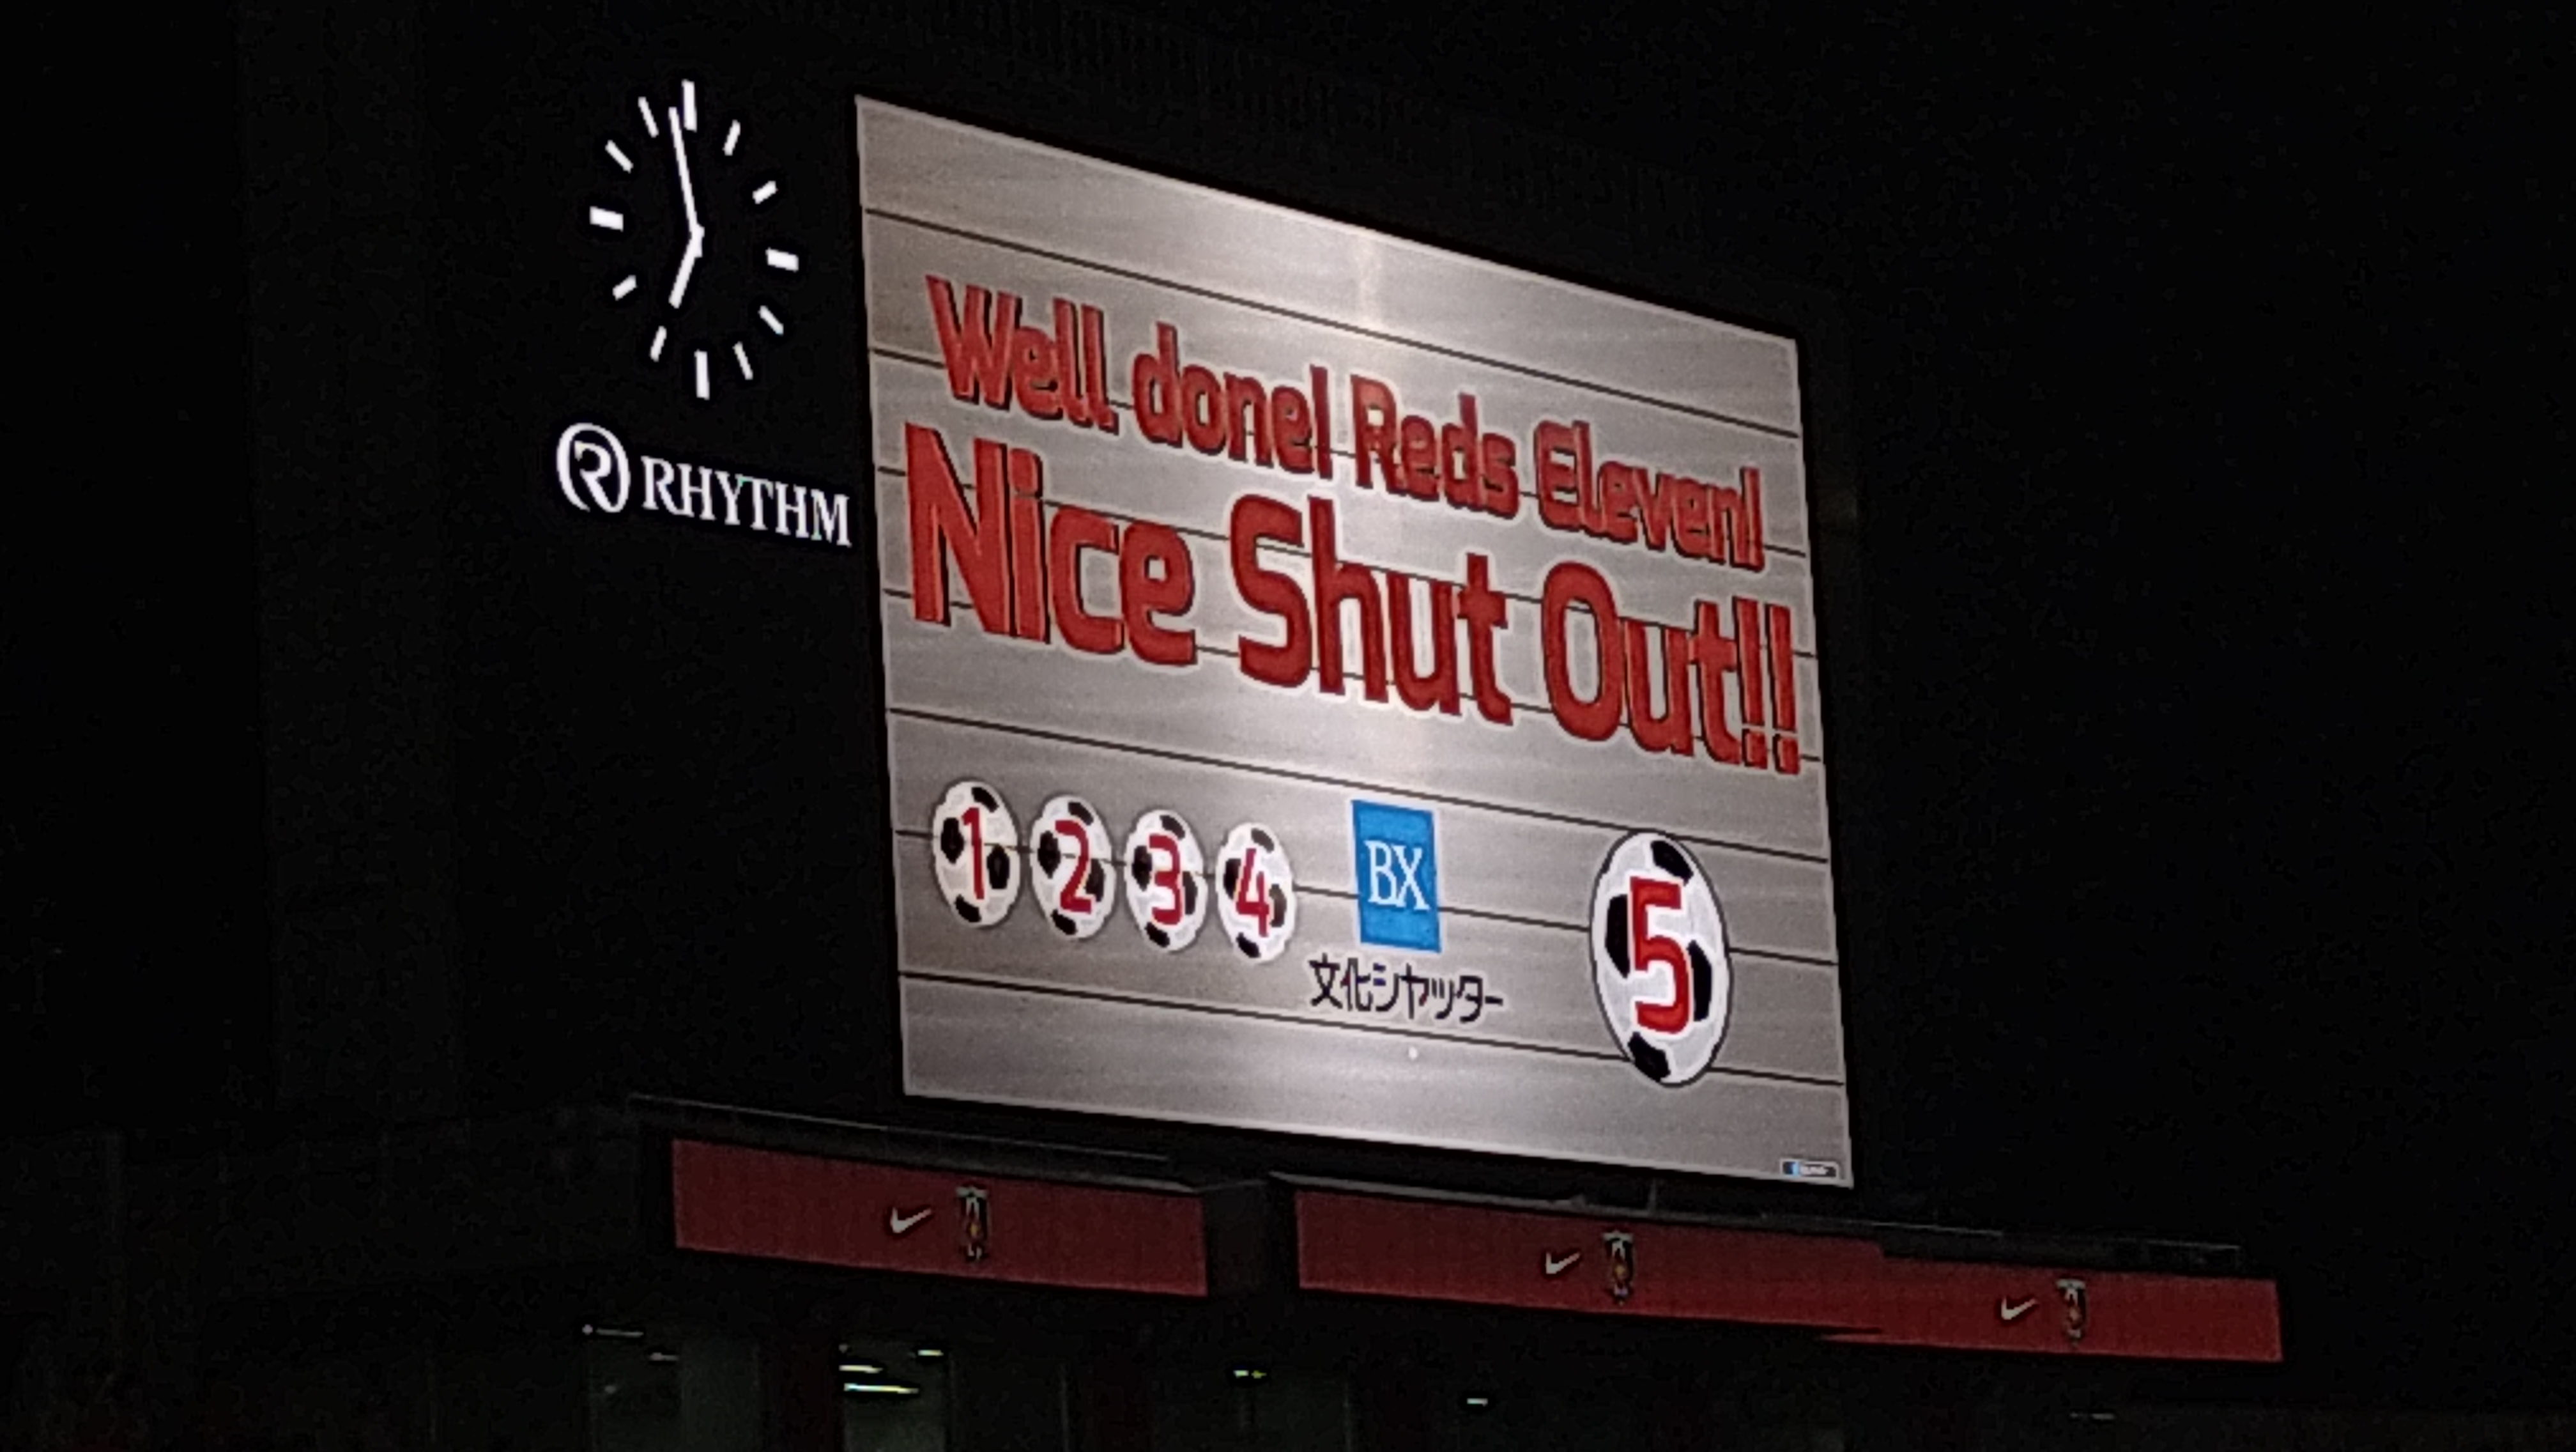 RHYTHM
Well done! Reds Eleven!
Nice Shut Out!!
1 2 3 4
BX
文化シヤッター
5